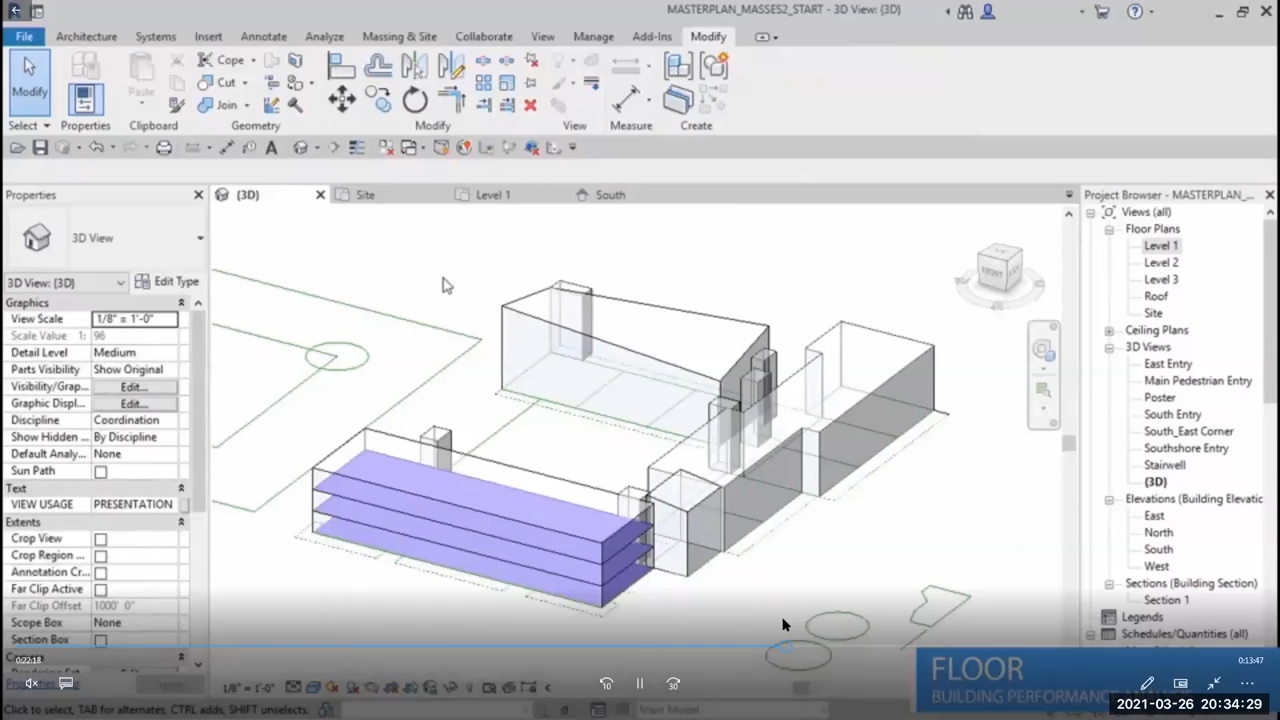 MASTERPLAN_MASSES2_START - 3D View: {3D}
File Architecture Systems Insert Annotate Analyze Massing & Site Collaborate View Manage Add-Ins Modify
Modify
Paste
Cope
Cut
Join
Select Properties Clipboard Geometry Modify View Measure Create
Properties
3D View
3D View: {3D}
Edit Type
Graphics
View Scale 1/8" = 1'-0"
Scale Value 1: 96
Detail Level Medium
Parts Visibility Show Original
Visibility/Grap... Edit...
Graphic Displ... Edit...
Discipline Coordination
Show Hidden ... By Discipline
Default Analy... None
Sun Path
Text
VIEW USAGE PRESENTATION
Extents
Crop View
Crop Region ...
Annotation Cr...
Far Clip Active
Far Clip Offset 1000' 0"
Scope Box None
Section Box
{3D} Site Level 1 South
FRONT
Project Browser - MASTERPLAN_...
Views (all)
Floor Plans
Level 1
Level 2
Level 3
Roof
Site
Ceiling Plans
3D Views
East Entry
Main Pedestrian Entry
Poster
South Entry
South_East Corner
Southshore Entry
Stairwell
{3D}
Elevations (Building Elevatic
East
North
South
West
Sections (Building Section)
Section 1
Legends
Schedules/Quantities (all)
0:22:18
0:13:47
10
30
1/8" = 1'-0"
FLOOR
BUILDING PERFORMANCE ANALYSIS
Click to select, TAB for alternates, CTRL adds, SHIFT unselects.
:0
Main Model
2021-03-26 20:34:29